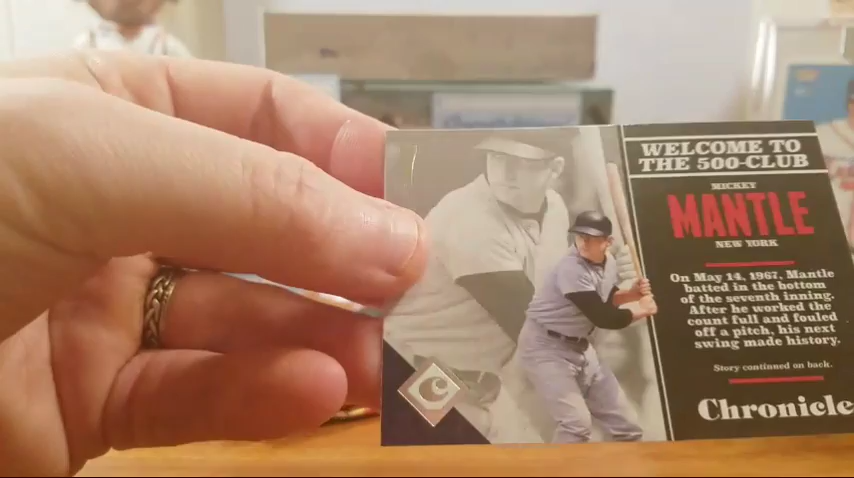 WELCOME TO
THE 500-CLUB
MICKEY
MANTLE
NEW YORK
On May 14, 1967, Mantle
batted in the bottom
of the seventh inning.
After he worked the
count full and fouled
off a pitch, his next
swing made history.
Story continued on back.
Chronicle
C